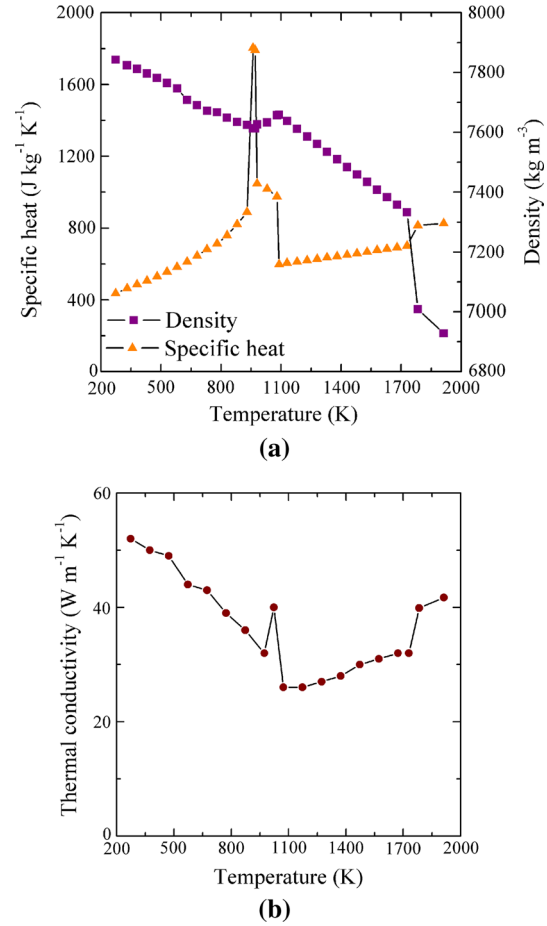 2000
1600
1200
800
400
0
Specific heat (J kg⁻¹ K⁻¹)
8000
7800
7600
7400
7200
7000
6800
Density (kg m⁻³)
Density
Specific heat
200 500 800 1100 1400 1700 2000
Temperature (K)
(a)
60
40
20
0
Thermal conductivity (W m⁻¹ K⁻¹)
200 500 800 1100 1400 1700 2000
Temperature (K)
(b)